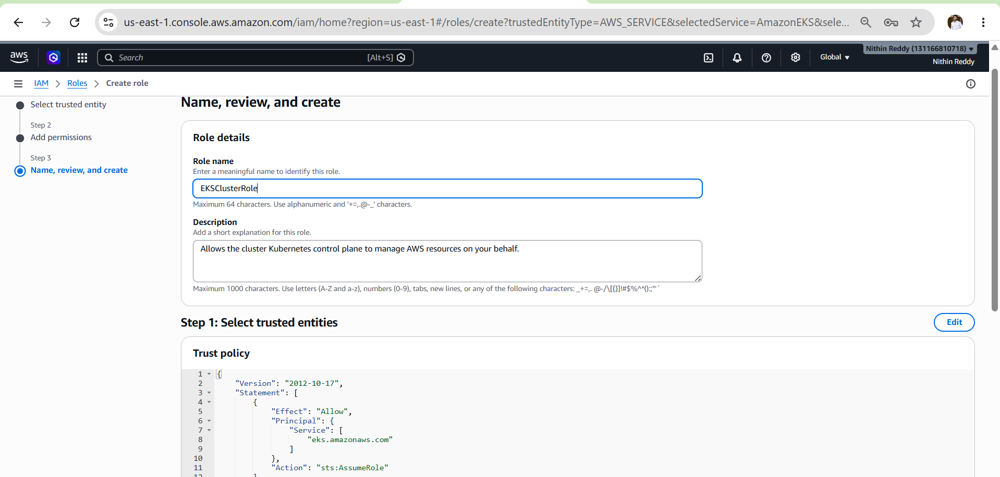 us-east-1.console.aws.amazon.com/iam/home?region=us-east-1#/roles/create?trustedEntityType=AWS_SERVICE&selectedService=AmazonEKS&sele...
aws
Search
[Alt+S]
Global
Nithin Reddy (131166810718)
Nithin Reddy
IAM > Roles > Create role
Select trusted entity
Step 2
Add permissions
Step 3
Name, review, and create
Name, review, and create
Role details
Role name
Enter a meaningful name to identify this role.
EKSClusterRole
Maximum 64 characters. Use alphanumeric and '+=,.@-_' characters.
Description
Add a short explanation for this role.
Allows the cluster Kubernetes control plane to manage AWS resources on your behalf.
Maximum 1000 characters. Use letters (A-Z and a-z), numbers (0-9), tabs, new lines, or any of the following characters: _+=,. @-/\[{}]!#$%^*();:"'`
Step 1: Select trusted entities
Edit
Trust policy
1 {
2 "Version": "2012-10-17",
3 "Statement": [
4 {
5 "Effect": "Allow",
6 "Principal": {
7 "Service": [
8 "eks.amazonaws.com"
9 ]
10 },
11 "Action": "sts:AssumeRole"
12 }